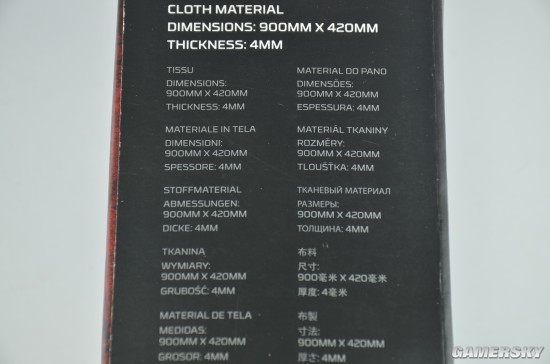 CLOTH MATERIAL
DIMENSIONS: 900MM X 420MM
THICKNESS: 4MM
TISSU
DIMENSIONS:
900MM X 420MM
THICKNESS: 4MM
MATERIALE IN TELA
DIMENSIONI:
900MM X 420MM
SPESSORE: 4MM
STOFFMATERIAL
ABMESSUNGEN:
900MM X 420MM
DICKE: 4MM
TKANINA
WYMIARY:
900MM X 420MM
GRUBOŚĆ: 4MM
MATERIAL DE TELA
MEDIDAS:
900MM X 420MM
GROSOR: 4MM
MATERIAL DO PANO
DIMENSÕES:
900MM X 420MM
ESPESSURA: 4MM
MATERIÁL TKANINY
ROZMĚRY:
900MM X 420MM
TLOUŠŤKA: 4MM
ТКАНЕВЫЙ МАТЕРИАЛ
РАЗМЕРЫ:
900MM X 420MM
ТОЛЩИНА: 4MM
布料
尺寸:
900毫米 X 420毫米
厚度: 4毫米
布製
寸法:
900MM X 420MM
厚さ: 4MM
GAMERSKY